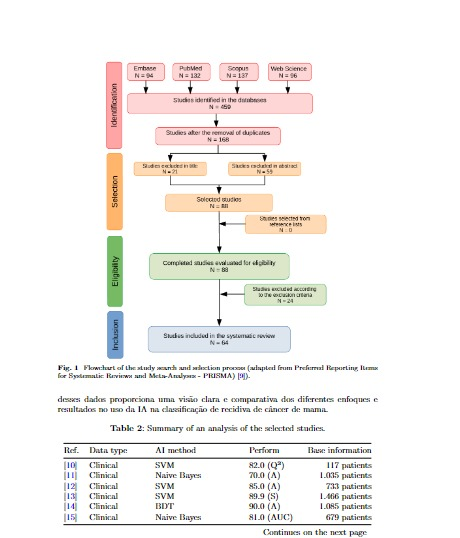 Identification
Embase
N = 94
PubMed
N = 132
Scopus
N = 137
Web Science
N = 96
Studies identified in the databases
N = 459
Studies after the removal of duplicates
N = 168
Selection
Studies excluded in title
N = 21
Studies excluded in abstract
N = 59
Selected studies
N = 88
Studies selected from
reference lists
N = 0
Eligibility
Completed studies evaluated for eligibility
N = 88
Studies excluded according
to the exclusion criteria
N = 24
Inclusion
Studies included in the systematic review
N = 64
Fig. 1 Flowchart of the study search and selection process (adapted from Preferred Reporting Items
for Systematic Reviews and Meta-Analyses - PRISMA) [9]).
desses dados proporciona uma visão clara e comparativa dos diferentes enfoques e
resultados no uso da IA na classificação de recidiva de câncer de mama.
Table 2: Summary of an analysis of the selected studies.
Ref. Data type AI method Perform Base information
[10] Clinical SVM 82.0 (Q²) 117 patients
[11] Clinical Naive Bayes 70.0 (A) 1.035 patients
[12] Clinical SVM 85.0 (A) 733 patients
[13] Clinical SVM 89.9 (S) 1.466 patients
[14] Clinical BDT 90.0 (A) 1.085 patients
[15] Clinical Naive Bayes 81.0 (AUC) 679 patients
Continues on the next page